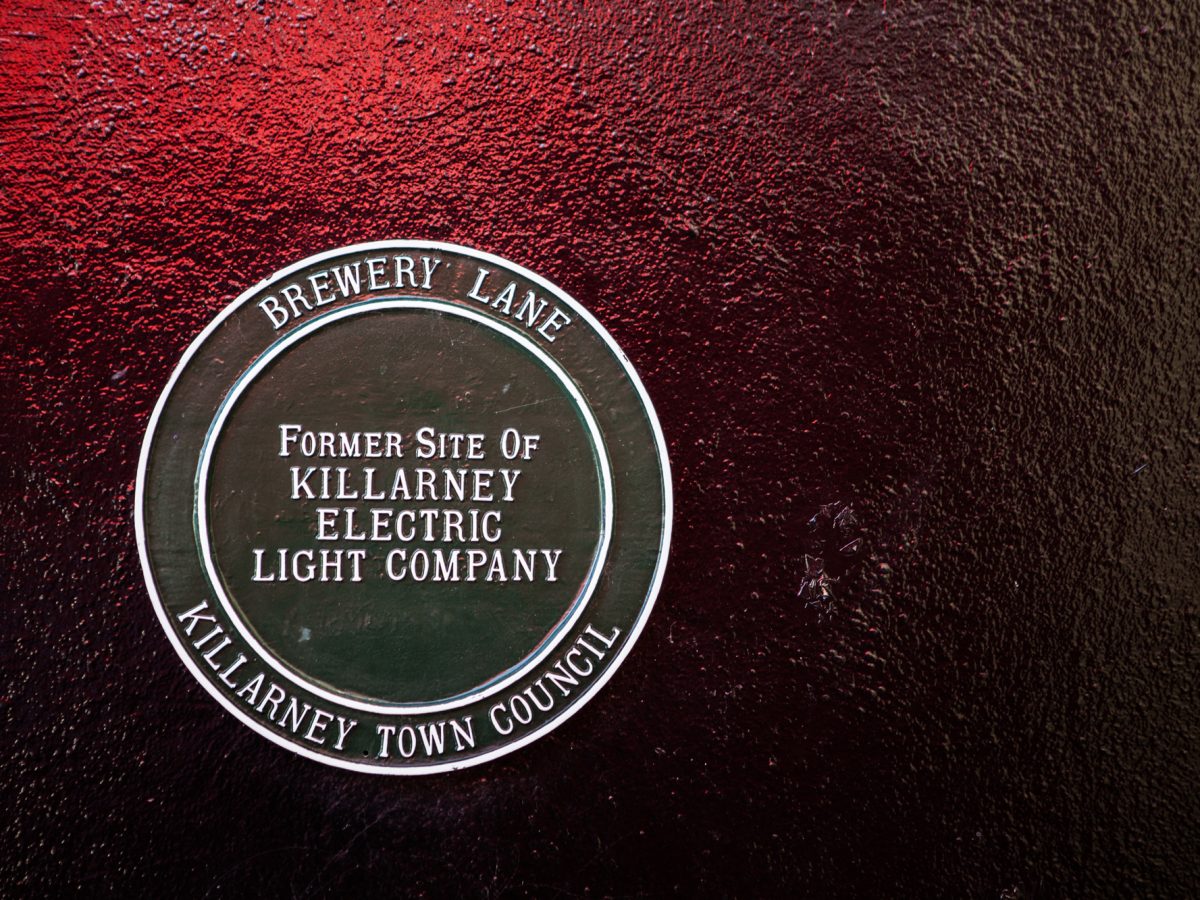 BREWERY LANE
FORMER SITE OF
KILLARNEY
ELECTRIC
LIGHT COMPANY
KILLARNEY TOWN COUNCIL